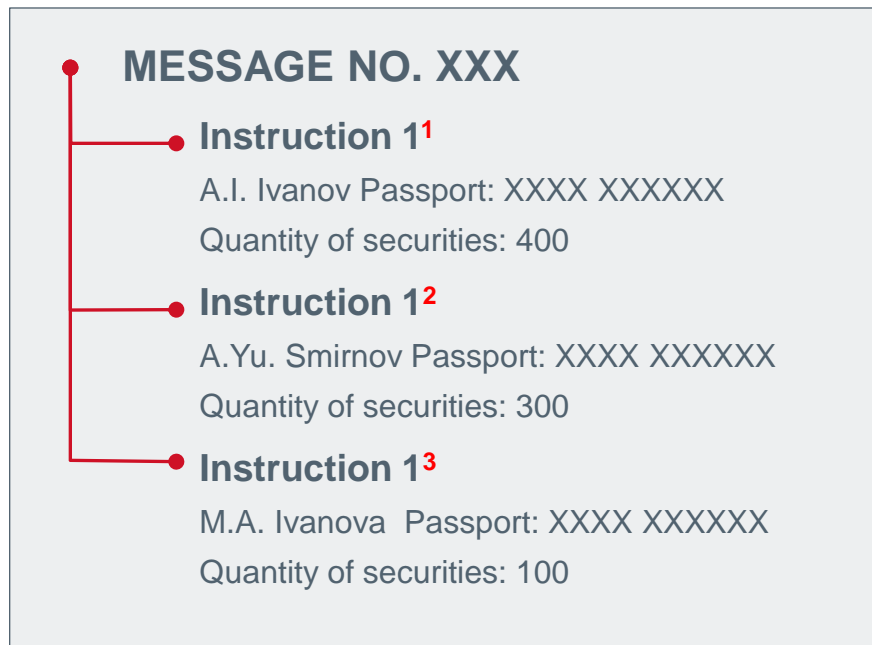 MESSAGE NO. XXX
Instruction 1¹
A.I. Ivanov Passport: XXXX XXXXXX
Quantity of securities: 400
Instruction 1²
A.Yu. Smirnov Passport: XXXX XXXXXX
Quantity of securities: 300
Instruction 1³
M.A. Ivanova Passport: XXXX XXXXXX
Quantity of securities: 100